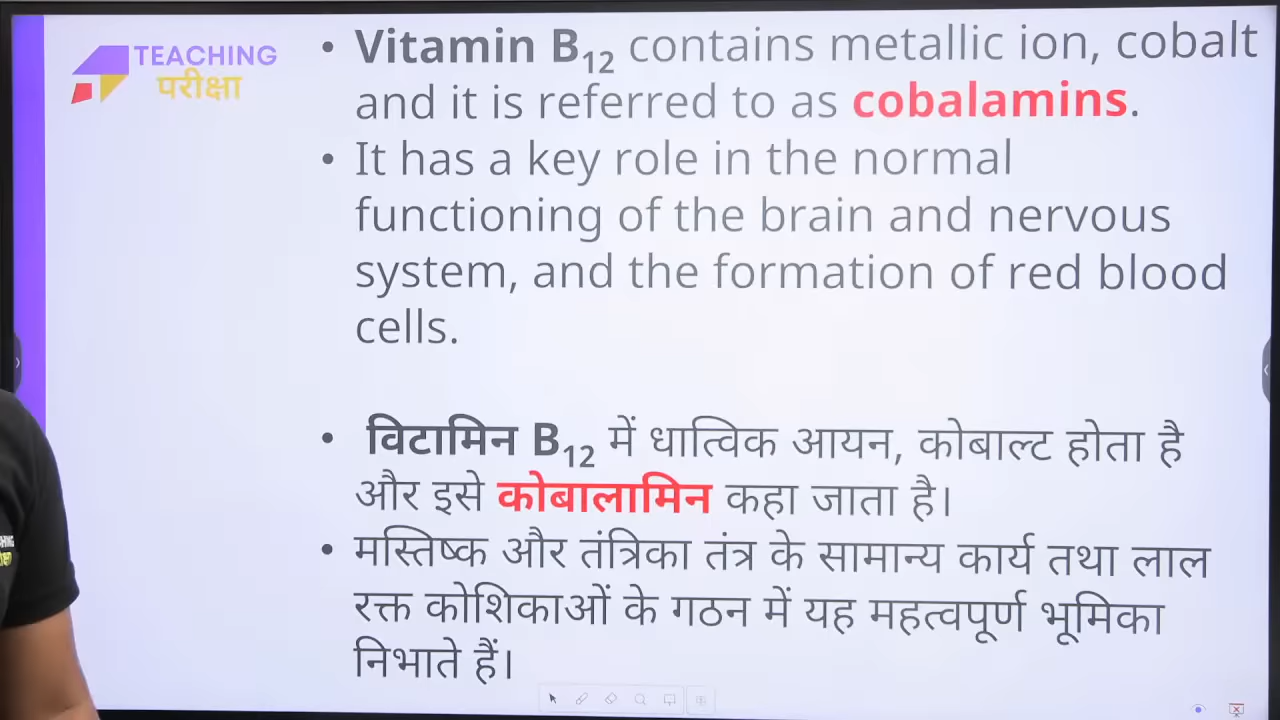 TEACHING
परीक्षा
• Vitamin B12 contains metallic ion, cobalt
and it is referred to as cobalamins.
• It has a key role in the normal
functioning of the brain and nervous
system, and the formation of red blood
cells.
• विटामिन B12 में धात्विक आयन, कोबाल्ट होता है
और इसे कोबालामिन कहा जाता है।
• मस्तिष्क और तंत्रिका तंत्र के सामान्य कार्य तथा लाल
रक्त कोशिकाओं के गठन में यह महत्वपूर्ण भूमिका
निभाते हैं।